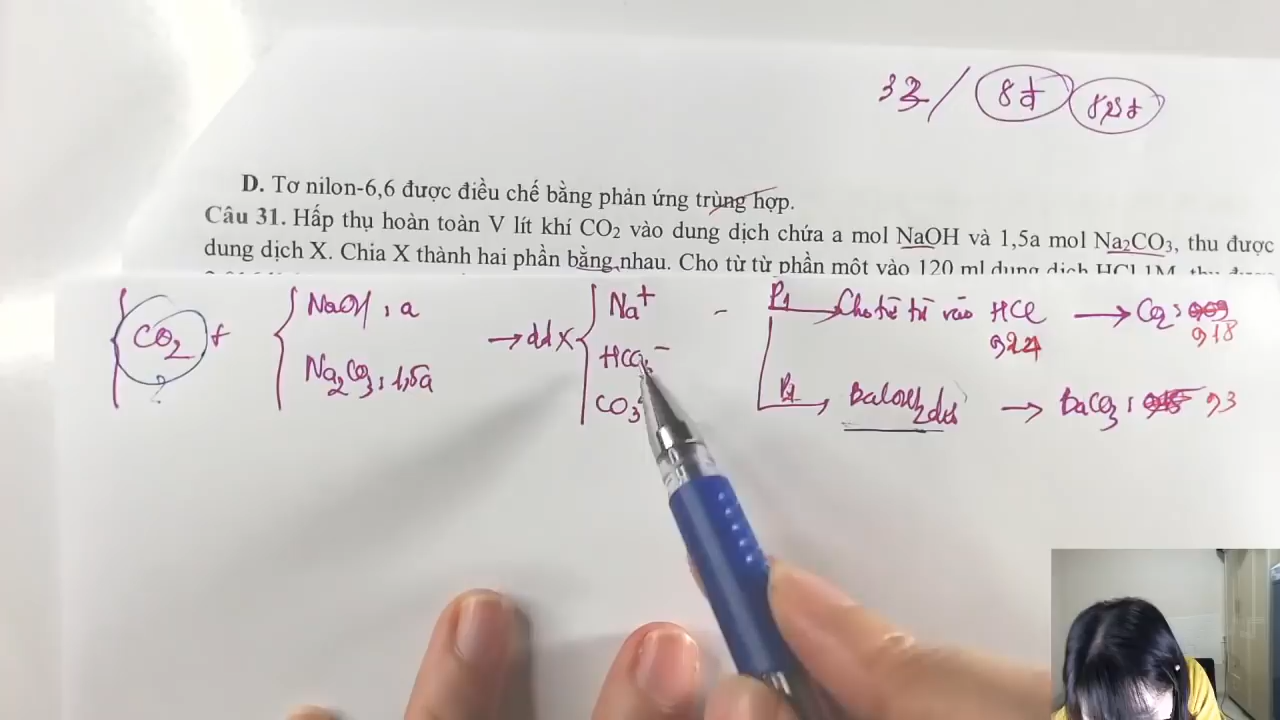 32 / 8đ 8,25đ
D. Tơ nilon-6,6 được điều chế bằng phản ứng trùng hợp.
Câu 31. Hấp thụ hoàn toàn V lít khí CO2 vào dung dịch chứa a mol NaOH và 1,5a mol Na2CO3, thu được
dung dịch X. Chia X thành hai phần bằng nhau. Cho từ từ phần một vào 120 ml dung dịch HCl 1M, thu được
CO2 + NaOH : a → ddX Na+ - P1 Cho từ từ vào HCl → CO2 : 0,18
0,24
Na2CO3 : 1,5a HCO3- P2 Ba(OH)2 dư → BaCO3 : 0,3
CO3